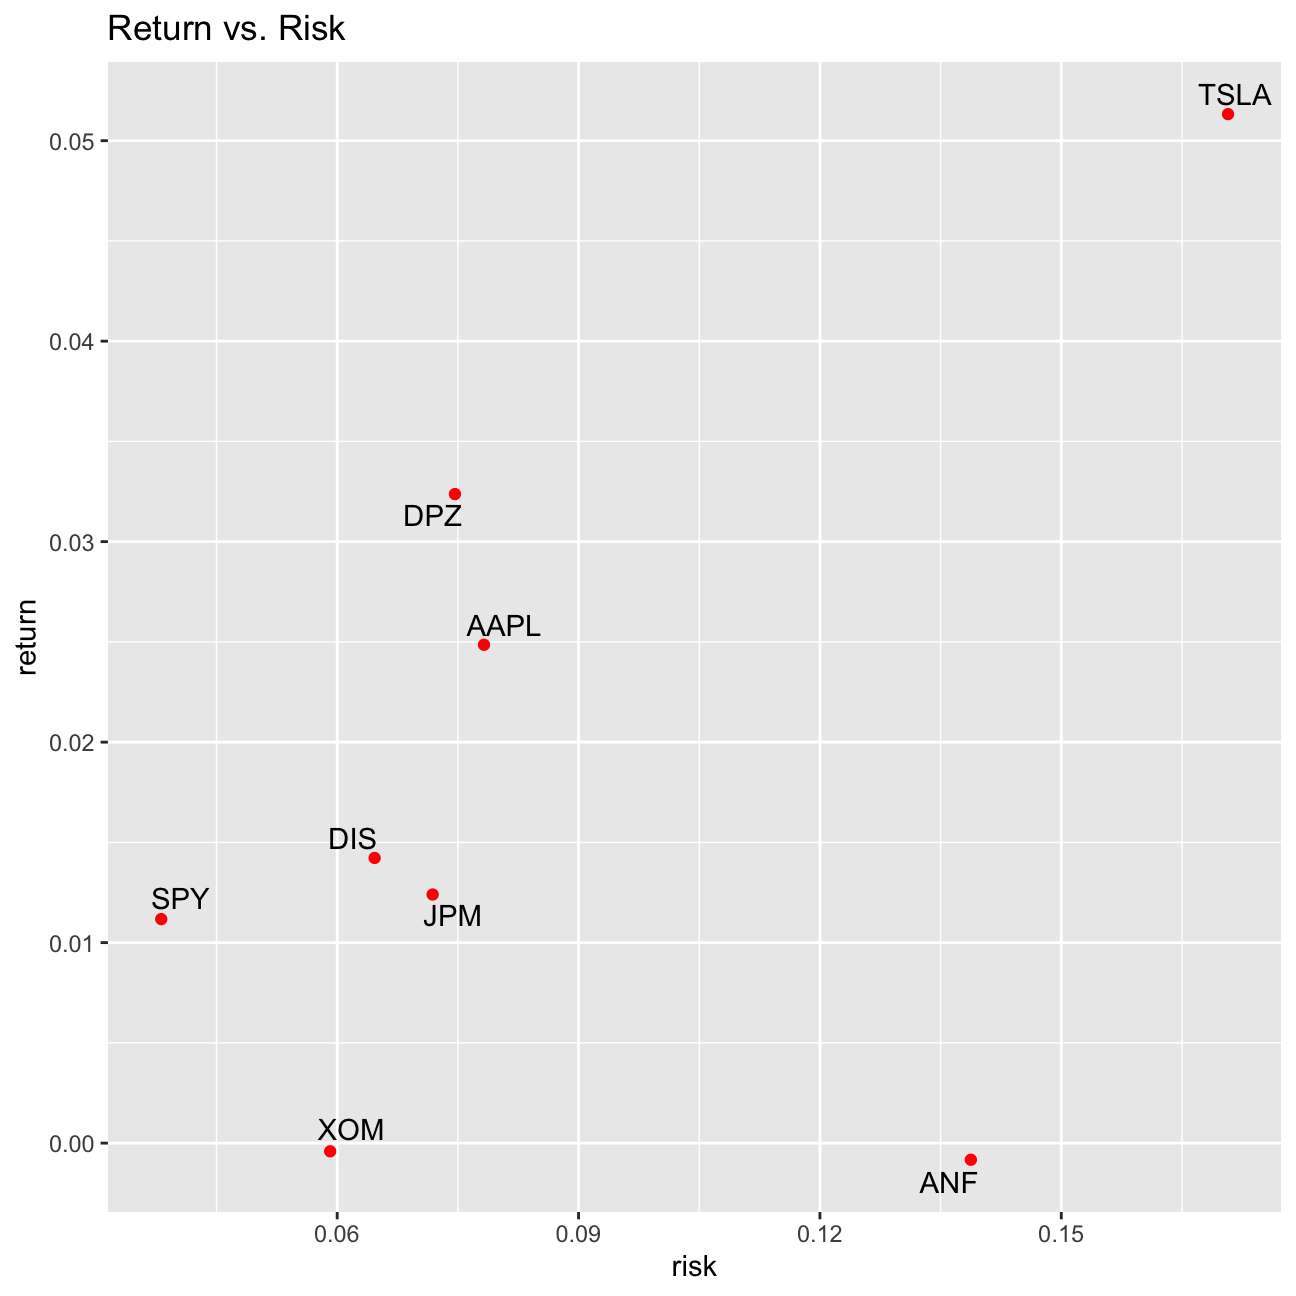 Return vs. Risk
TSLA
0.05
0.04
DPZ
0.03
AAPL
return
0.02
DIS
SPY
JPM
0.01
XOM
0.00
ANF
0.06 0.09 0.12 0.15
risk